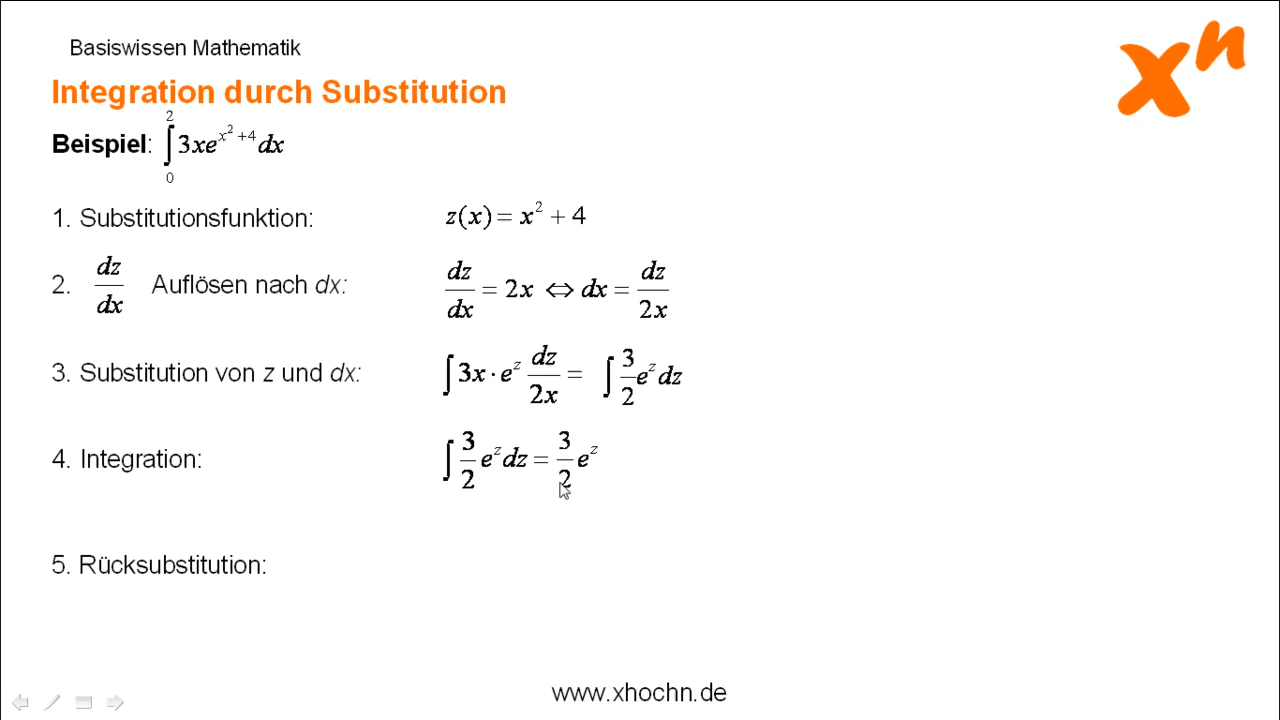 Basiswissen Mathematik
xⁿ
Integration durch Substitution
Beispiel: ∫₀² 3xe^(x²+4) dx
1. Substitutionsfunktion: z(x) = x² + 4
2. dz/dx Auflösen nach dx: dz/dx = 2x ⇔ dx = dz/2x
3. Substitution von z und dx: ∫ 3x · e^z dz/2x = ∫ 3/2 e^z dz
4. Integration: ∫ 3/2 e^z dz = 3/2 e^z
5. Rücksubstitution:
www.xhochn.de